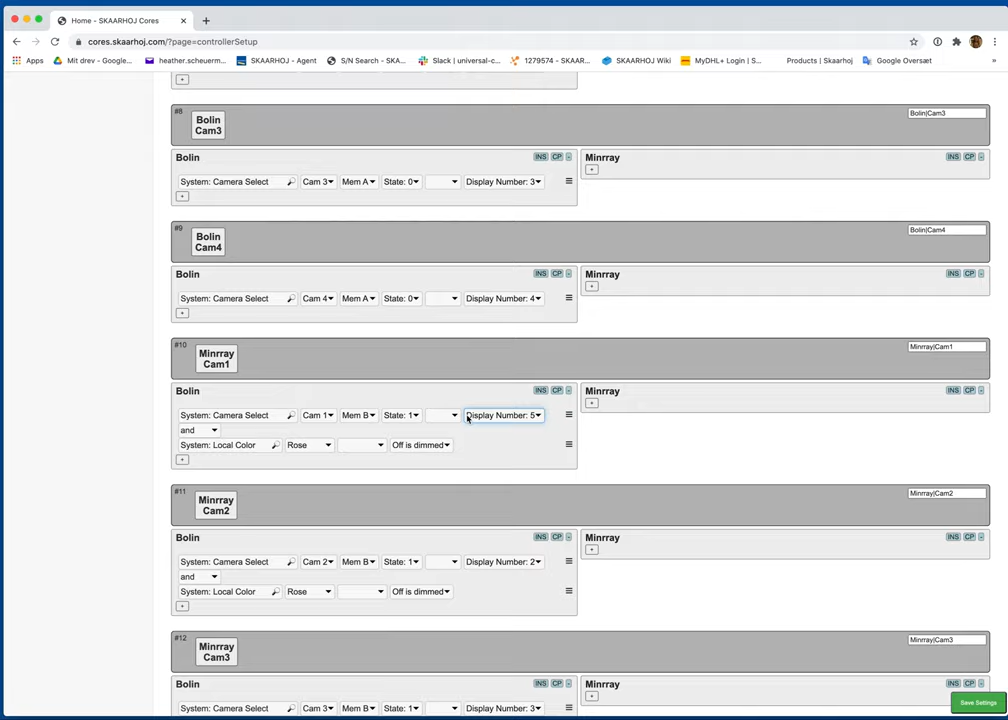 Home - SKAARHOJ Cores
cores.skaarhoj.com/?page=controllerSetup
Apps Mit drev - Google... heather.scheuerm... SKAARHOJ - Agent S/N Search - SKA... Slack | universal-c... 1279574 - SKAAR... SKAARHOJ Wiki MyDHL+ Login | S... Products | Skaarhoj Google Oversæt »
+
#8 Bolin Cam3 Bolin|Cam3
Bolin INS CP - Minrray INS CP -
System: Camera Select Cam 3 Mem A State: 0 Display Number: 3 +
+
#9 Bolin Cam4 Bolin|Cam4
Bolin INS CP - Minrray INS CP -
System: Camera Select Cam 4 Mem A State: 0 Display Number: 4 +
+
#10 Minrray Cam1 Minrray|Cam1
Bolin INS CP - Minrray INS CP -
System: Camera Select Cam 1 Mem B State: 1 Display Number: 5 +
and
System: Local Color Rose Off is dimmed
+
#11 Minrray Cam2 Minrray|Cam2
Bolin INS CP - Minrray INS CP -
System: Camera Select Cam 2 Mem B State: 1 Display Number: 2 +
and
System: Local Color Rose Off is dimmed
+
#12 Minrray Cam3 Minrray|Cam3
Bolin INS CP - Minrray INS CP -
System: Camera Select Cam 3 Mem B State: 1 Display Number: 3 +
Save Settings